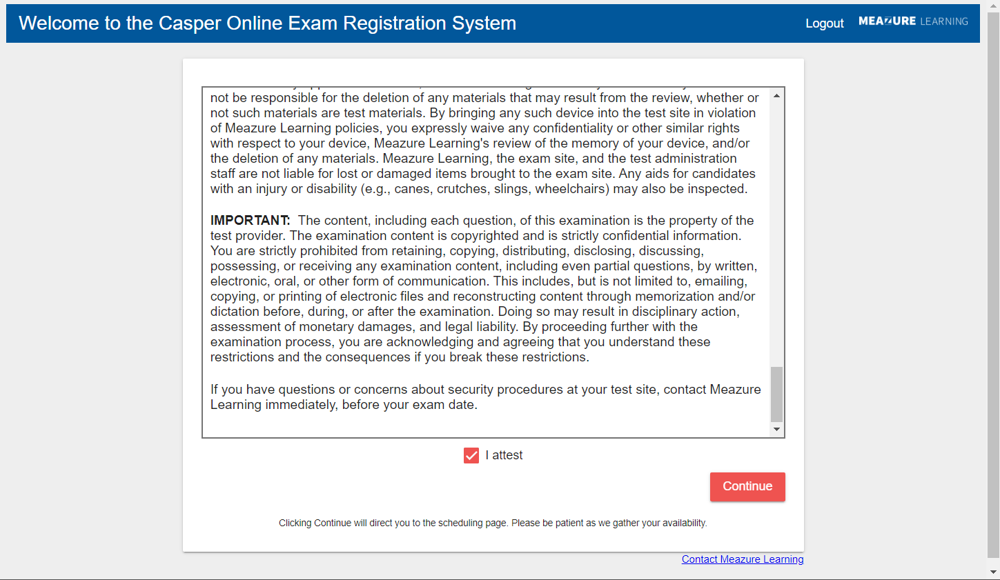 Welcome to the Casper Online Exam Registration System
Logout
MEAZURE LEARNING
not be responsible for the deletion of any materials that may result from the review, whether or
not such materials are test materials. By bringing any such device into the test site in violation
of Meazure Learning policies, you expressly waive any confidentiality or other similar rights
with respect to your device, Meazure Learning's review of the memory of your device, and/or
the deletion of any materials. Meazure Learning, the exam site, and the test administration
staff are not liable for lost or damaged items brought to the exam site. Any aids for candidates
with an injury or disability (e.g., canes, crutches, slings, wheelchairs) may also be inspected.
IMPORTANT:  The content, including each question, of this examination is the property of the
test provider. The examination content is copyrighted and is strictly confidential information.
You are strictly prohibited from retaining, copying, distributing, disclosing, discussing,
possessing, or receiving any examination content, including even partial questions, by written,
electronic, oral, or other form of communication. This includes, but is not limited to, emailing,
copying, or printing of electronic files and reconstructing content through memorization and/or
dictation before, during, or after the examination. Doing so may result in disciplinary action,
assessment of monetary damages, and legal liability. By proceeding further with the
examination process, you are acknowledging and agreeing that you understand these
restrictions and the consequences if you break these restrictions.
If you have questions or concerns about security procedures at your test site, contact Meazure
Learning immediately, before your exam date.
I attest
Continue
Clicking Continue will direct you to the scheduling page. Please be patient as we gather your availability.
Contact Meazure Learning